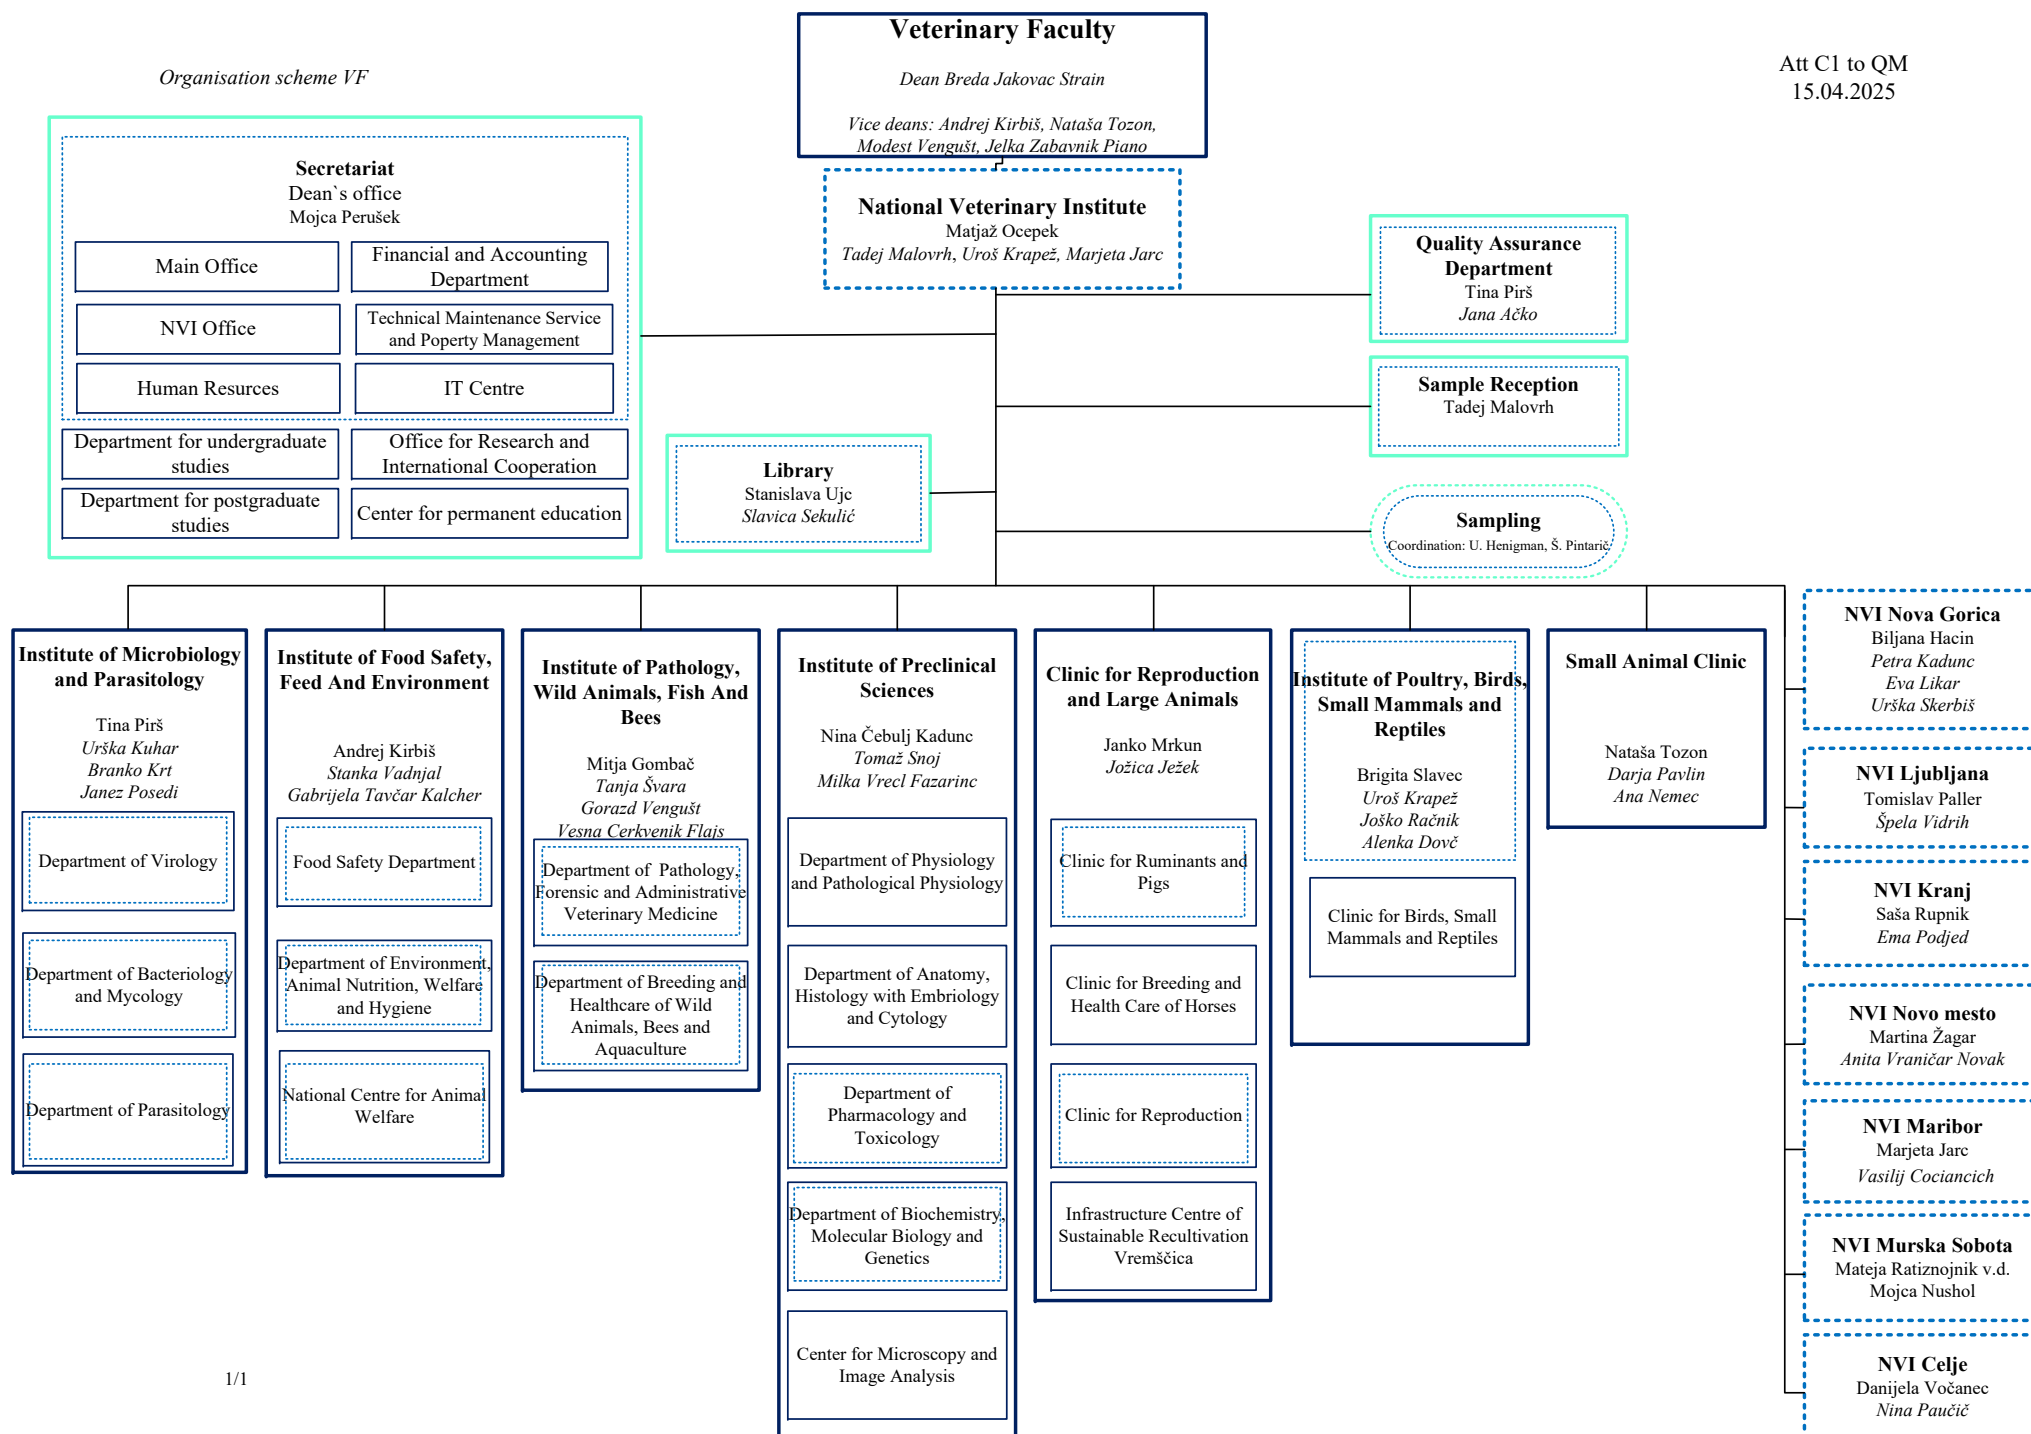 Veterinary Faculty
Dean Breda Jakovac Strain
Vice deans: Andrej Kirbiš, Nataša Tozon,
Modest Vengušt, Jelka Zabavnik Piano
Organisation scheme VF
Att C1 to QM
15.04.2025
Secretariat
Dean`s office
Mojca Perušek
Main Office
Financial and Accounting
Department
NVI Office
Technical Maintenance Service
and Poperty Management
Human Resurces
IT Centre
Department for undergraduate
studies
Office for Research and
International Cooperation
Department for postgraduate
studies
Center for permanent education
National Veterinary Institute
Matjaž Ocepek
Tadej Malovrh, Uroš Krapež, Marjeta Jarc
Quality Assurance
Department
Tina Pirš
Jana Ačko
Sample Reception
Tadej Malovrh
Library
Stanislava Ujc
Slavica Sekulić
Sampling
Coordination: U. Henigman, Š. Pintarič
Institute of Microbiology
and Parasitology
Tina Pirš
Urška Kuhar
Branko Krt
Janez Posedi
Department of Virology
Department of Bacteriology
and Mycology
Department of Parasitology
Institute of Food Safety,
Feed And Environment
Andrej Kirbiš
Stanka Vadnjal
Gabrijela Tavčar Kalcher
Food Safety Department
Department of Environment,
Animal Nutrition, Welfare
and Hygiene
National Centre for Animal
Welfare
Institute of Pathology,
Wild Animals, Fish And
Bees
Mitja Gombač
Tanja Švara
Gorazd Vengušt
Vesna Cerkvenik Flajs
Department of Pathology,
Forensic and Administrative
Veterinary Medicine
Department of Breeding and
Healthcare of Wild
Animals, Bees and
Aquaculture
Institute of Preclinical
Sciences
Nina Čebulj Kadunc
Tomaž Snoj
Milka Vrecl Fazarinc
Department of Physiology
and Pathological Physiology
Department of Anatomy,
Histology with Embriology
and Cytology
Department of
Pharmacology and
Toxicology
Department of Biochemistry,
Molecular Biology and
Genetics
Center for Microscopy and
Image Analysis
Clinic for Reproduction
and Large Animals
Janko Mrkun
Jožica Ježek
Clinic for Ruminants and
Pigs
Clinic for Breeding and
Health Care of Horses
Clinic for Reproduction
Infrastructure Centre of
Sustainable Recultivation
Vremščica
Institute of Poultry, Birds,
Small Mammals and
Reptiles
Brigita Slavec
Uroš Krapež
Joško Račnik
Alenka Dovč
Clinic for Birds, Small
Mammals and Reptiles
Small Animal Clinic
Nataša Tozon
Darja Pavlin
Ana Nemec
NVI Nova Gorica
Biljana Hacin
Petra Kadunc
Eva Likar
Urška Skerbiš
NVI Ljubljana
Tomislav Paller
Špela Vidrih
NVI Kranj
Saša Rupnik
Ema Podjed
NVI Novo mesto
Martina Žagar
Anita Vraničar Novak
NVI Maribor
Marjeta Jarc
Vasilij Cociancich
NVI Murska Sobota
Mateja Ratiznojnik v.d.
Mojca Nushol
NVI Celje
Danijela Vočanec
Nina Paučič
1/1